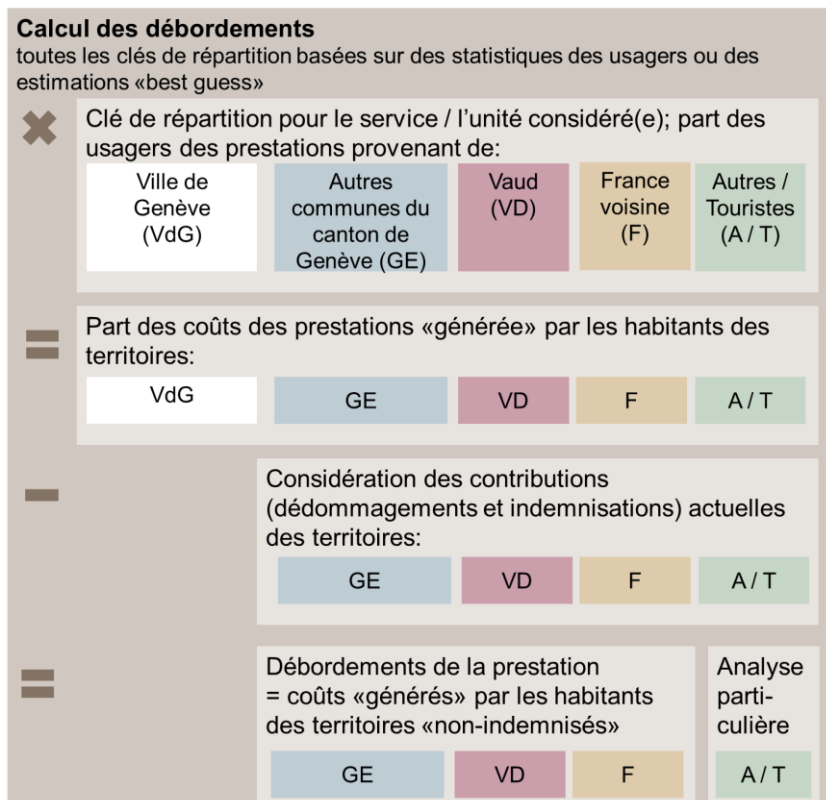 Calcul des débordements
toutes les clés de répartition basées sur des statistiques des usagers ou des
estimations «best guess»
Clé de répartition pour le service / l'unité considéré(e); part des
usagers des prestations provenant de:
Ville de
Genève
(VdG)
Autres
communes du
canton de
Genève (GE)
Vaud
(VD)
France
voisine
(F)
Autres /
Touristes
(A / T)
Part des coûts des prestations «générée» par les habitants des
territoires:
VdG
GE
VD
F
A / T
Considération des contributions
(dédommagements et indemnisations) actuelles
des territoires:
GE
VD
F
A / T
Débordements de la prestation
= coûts «générés» par les habitants
des territoires «non-indemnisés»
GE
VD
F
Analyse
parti-
culière
A / T